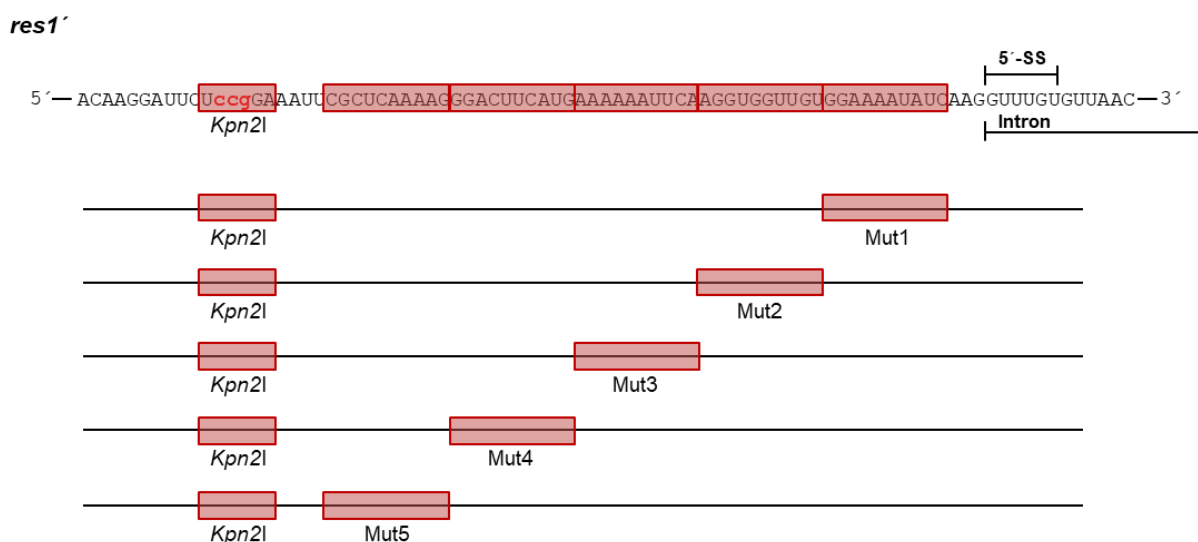 res1´
5´-SS
5´—ACAAGGAUUCUccgGAAAUUCGCUCAAAAGGGACUUCAUGAAAAAAUUCAAGGUGGUUGUGGAAAAUAUCAAGGUUUGUGUUAAC—3´
Kpn2I
Intron
Kpn2I
Mut1
Kpn2I
Mut2
Kpn2I
Mut3
Kpn2I
Mut4
Kpn2I
Mut5